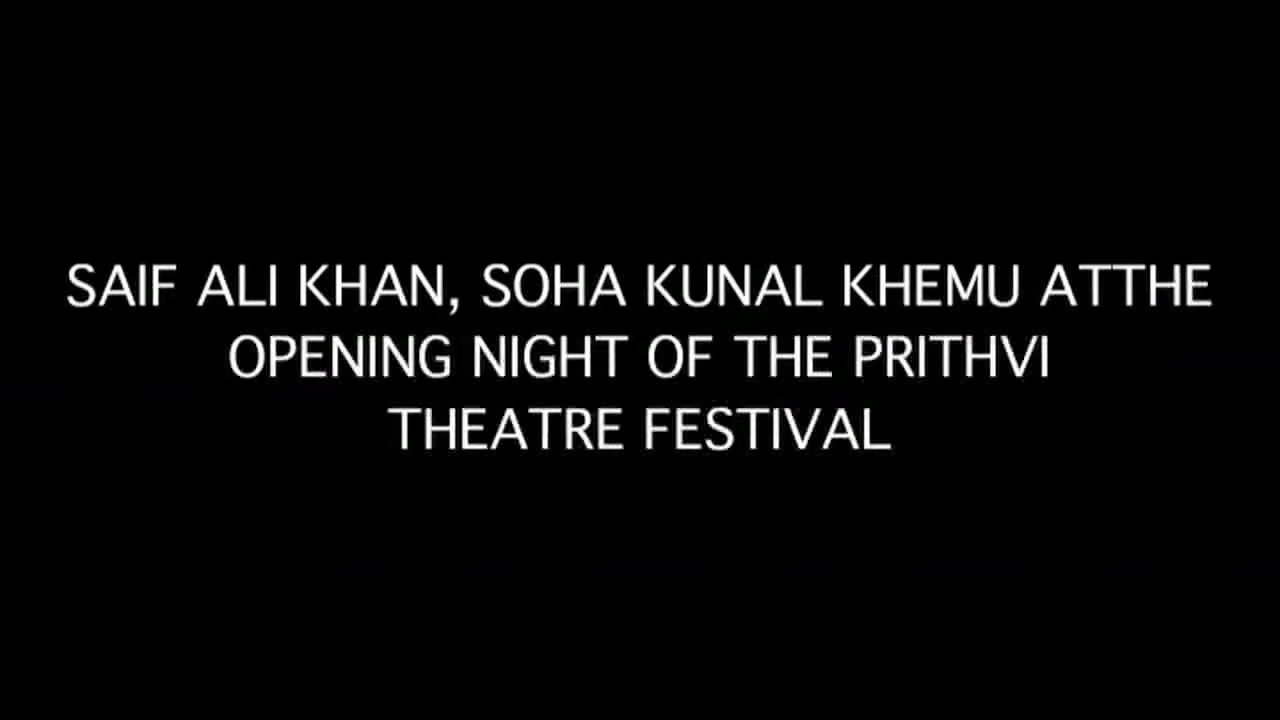 SAIF ALI KHAN, SOHA KUNAL KHEMU ATTHE
OPENING NIGHT OF THE PRITHVI
THEATRE FESTIVAL